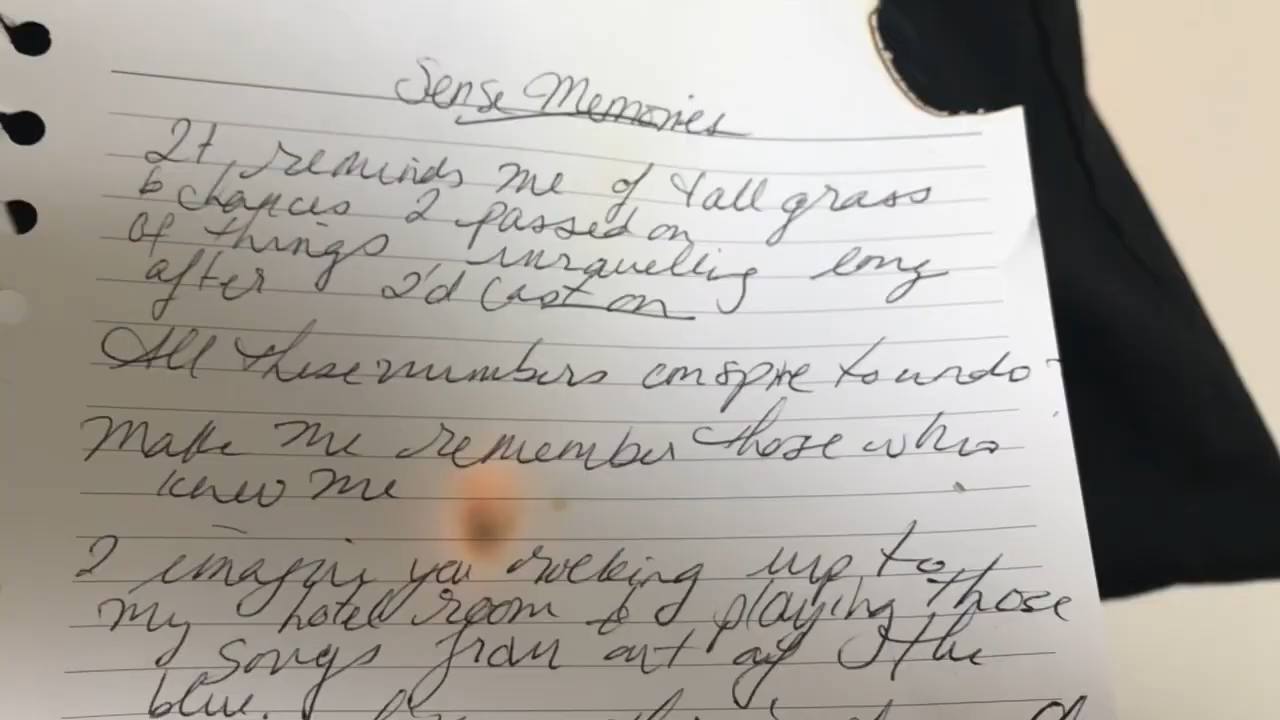 Sense Memories
It reminds me of tall grass
& chances I passed on
Of things unravelling long
after I'd cast on
All these numbers conspire to undo
Make me remember those who
knew me
I imagine you rocking up to
my hotel room & playing those
songs from out of the
blue.